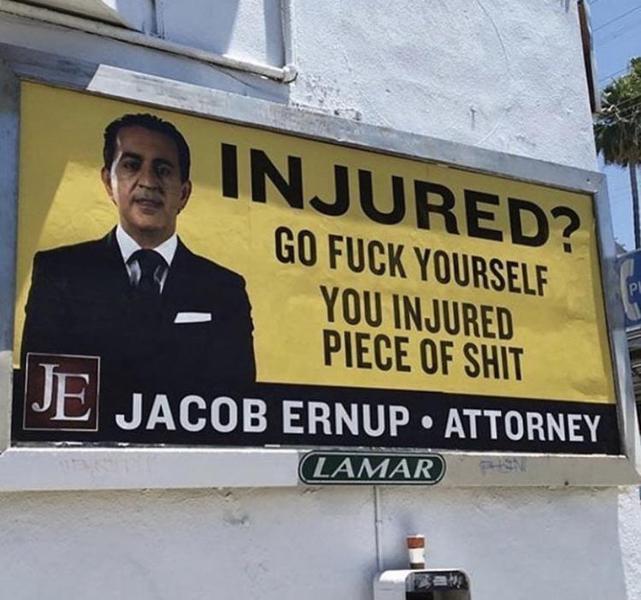 INJURED?
GO FUCK YOURSELF
YOU INJURED
PIECE OF SHIT
JE
JACOB ERNUP • ATTORNEY
LAMAR